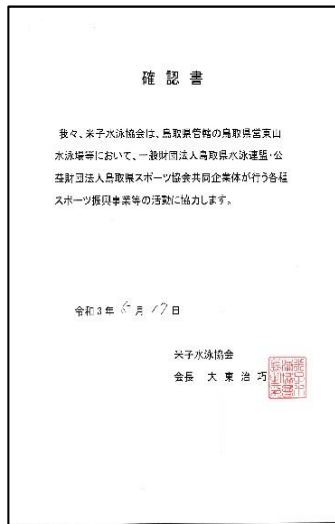 確認書
我々、米子水泳協会は、鳥取県管轄の鳥取県営東山
水泳場等において、一般財団法人鳥取県水泳連盟・公
益財団法人鳥取県スポーツ協会共同企業体が行う各種
スポーツ振興事業等の活動に協力します。
令和3年 5月17日
米子水泳協会
会長 大東治巧